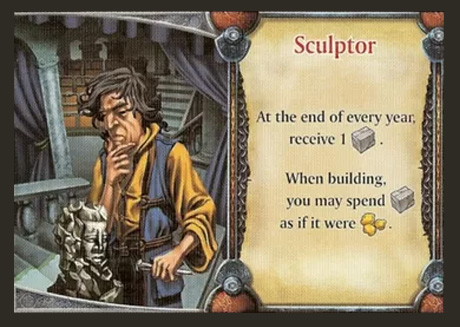 Sculptor
At the end of every year,
receive 1 .
When building,
you may spend
as if it were .